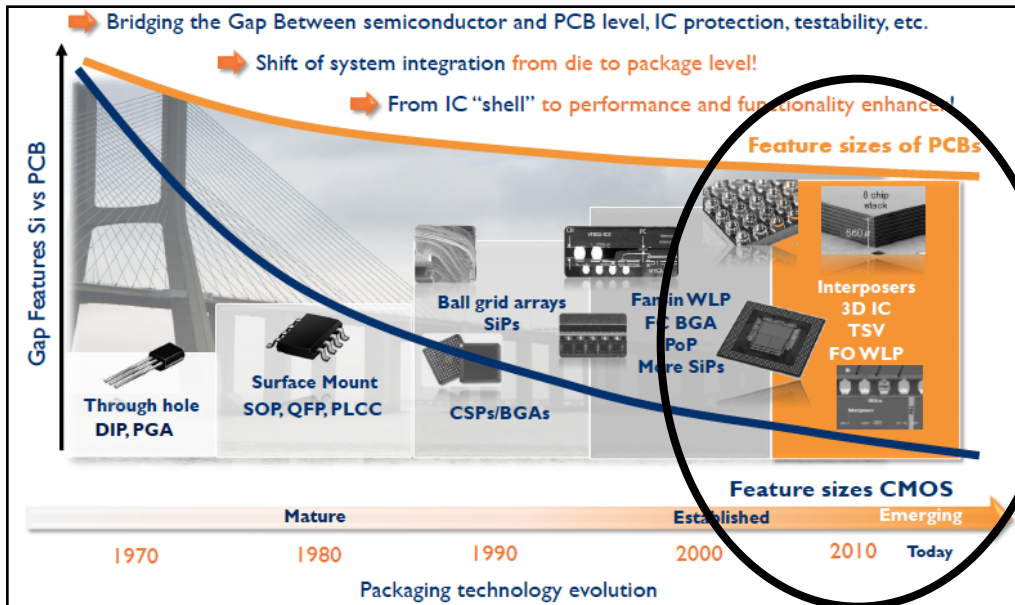 Bridging the Gap Between semiconductor and PCB level, IC protection, testability, etc.
Shift of system integration from die to package level!
From IC “shell” to performance and functionality enhancer!
Feature sizes of PCBs
Gap Features Si vs PCB
8 chip
stack
560
Ball grid arrays
SiPs
Fan-in WLP
FC BGA
PoP
More SiPs
Interposers
3D IC
TSV
FO WLP
Through hole
DIP, PGA
Surface Mount
SOP, QFP, PLCC
CSPs/BGAs
Interposer
Feature sizes CMOS
Mature
Established
Emerging
1970
1980
1990
2000
2010
Today
Packaging technology evolution